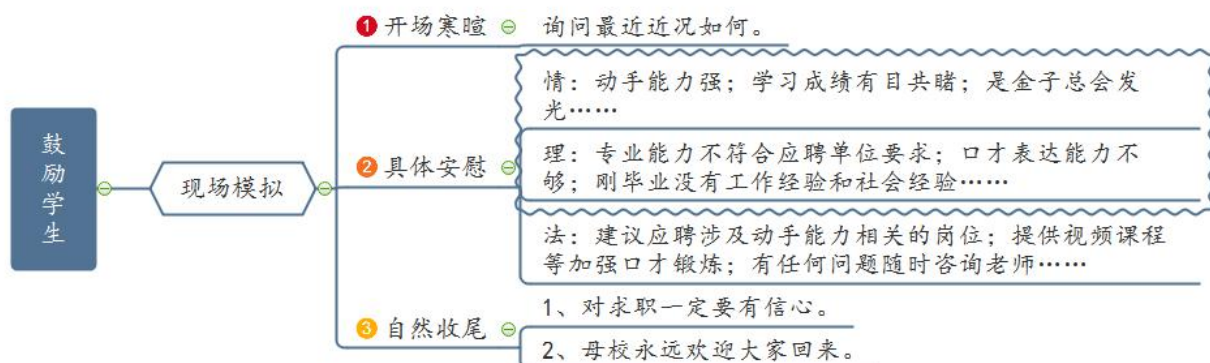 鼓励学生
现场模拟
1 开场寒暄
询问最近近况如何。
2 具体安慰
情：动手能力强；学习成绩有目共睹；是金子总会发
光……
理：专业能力不符合应聘单位要求；口才表达能力不
够；刚毕业没有工作经验和社会经验……
法：建议应聘涉及动手能力相关的岗位；提供视频课程
等加强口才锻炼；有任何问题随时咨询老师……
3 自然收尾
1、对求职一定要有信心。
2、母校永远欢迎大家回来。